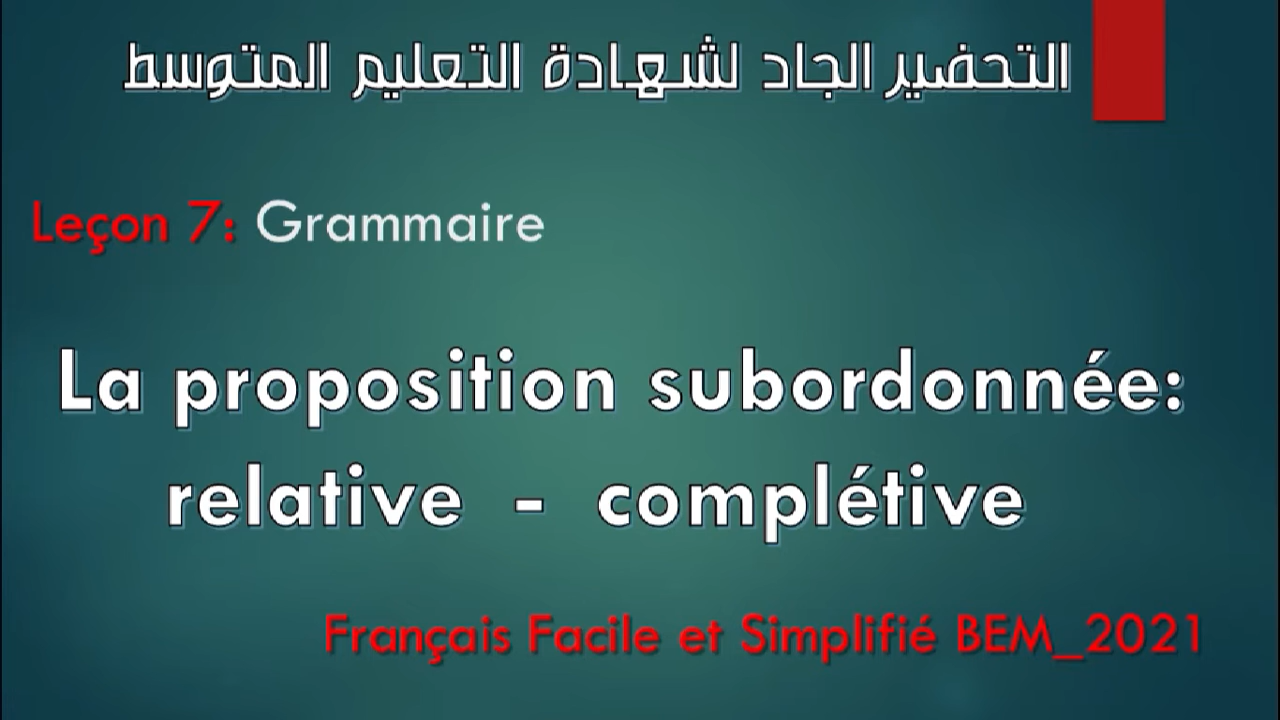 التحضير الجاد لشهادة التعليم المتوسط
Leçon 7: Grammaire
La proposition subordonnée:
relative - complétive
Français Facile et Simplifié BEM_2021